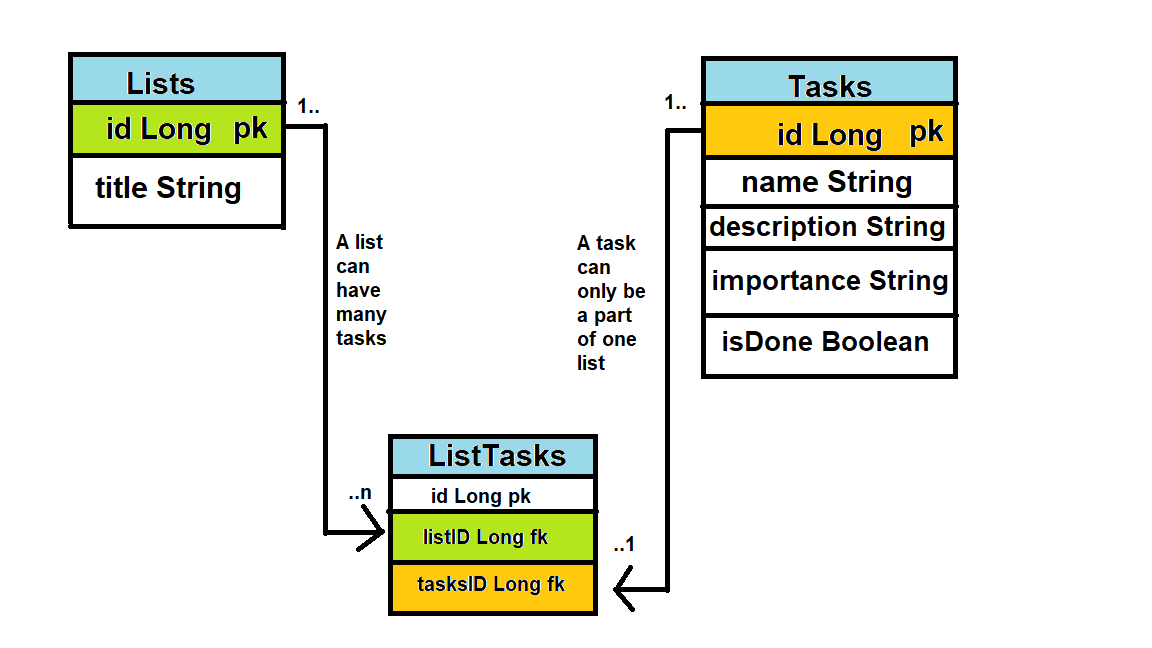 Lists
id Long pk
title String
1..
A list
can
have
many
tasks
..n
Tasks
id Long pk
name String
description String
importance String
isDone Boolean
1..
A task
can
only be
a part
of one
list
..1
ListTasks
id Long pk
listID Long fk
tasksID Long fk